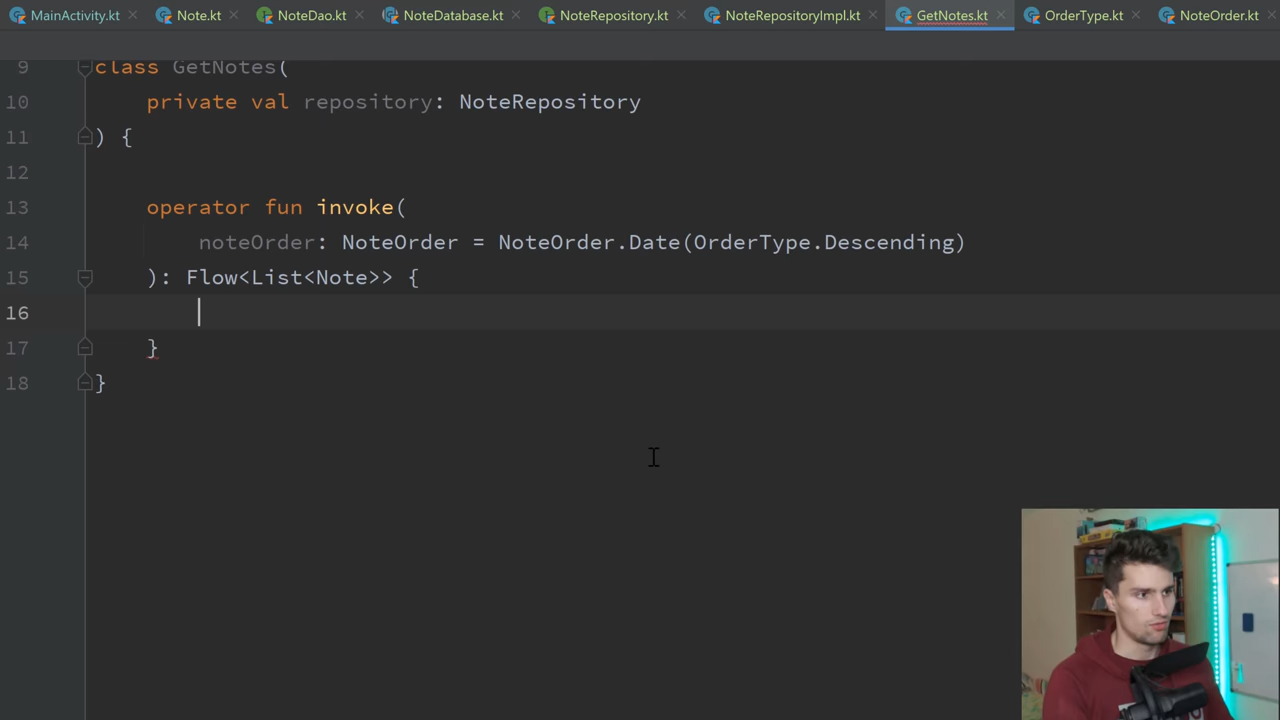 MainActivity.kt Note.kt NoteDao.kt NoteDatabase.kt NoteRepository.kt NoteRepositoryImpl.kt GetNotes.kt OrderType.kt NoteOrder.kt
9 class GetNotes(
10 private val repository: NoteRepository
11 ) {
12
13 operator fun invoke(
14 noteOrder: NoteOrder = NoteOrder.Date(OrderType.Descending)
15 ): Flow<List<Note>> {
16
17 }
18 }